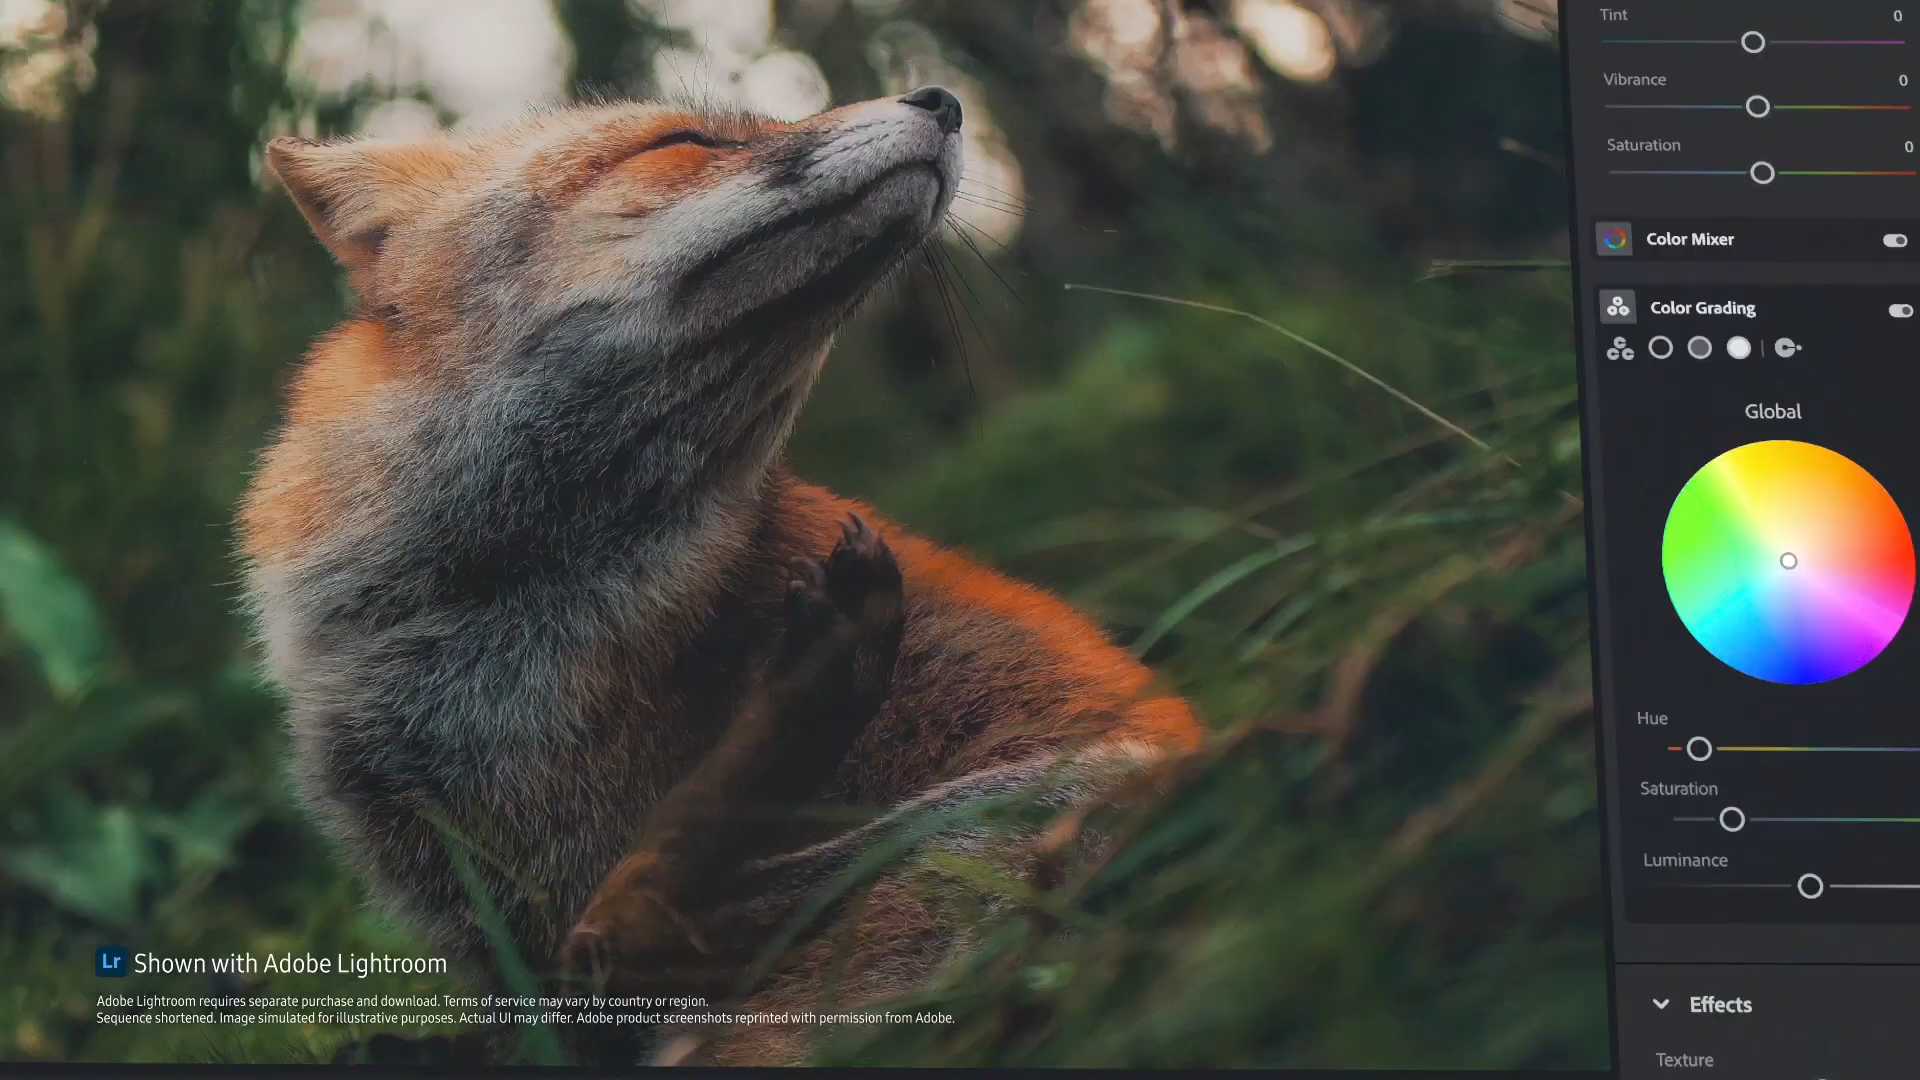 Tint 0
Vibrance 0
Saturation 0
Color Mixer
Color Grading
Global
Hue
Saturation
Luminance
Effects
Texture
Lr Shown with Adobe Lightroom
Adobe Lightroom requires separate purchase and download. Terms of service may vary by country or region.
Sequence shortened. Image simulated for illustrative purposes. Actual UI may differ. Adobe product screenshots reprinted with permission from Adobe.